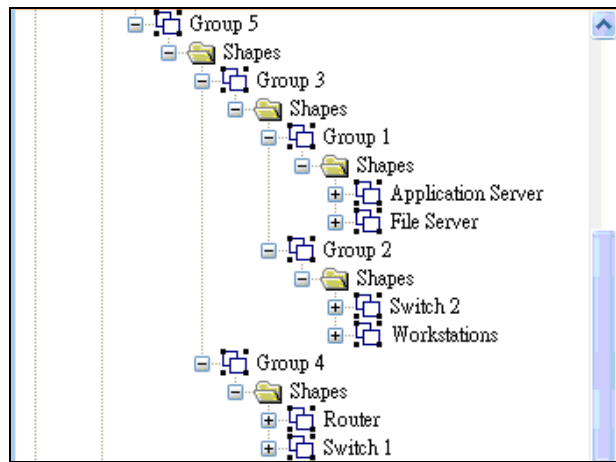 Group 5
Shapes
Group 3
Shapes
Group 1
Shapes
Application Server
File Server
Group 2
Shapes
Switch 2
Workstations
Group 4
Shapes
Router
Switch 1